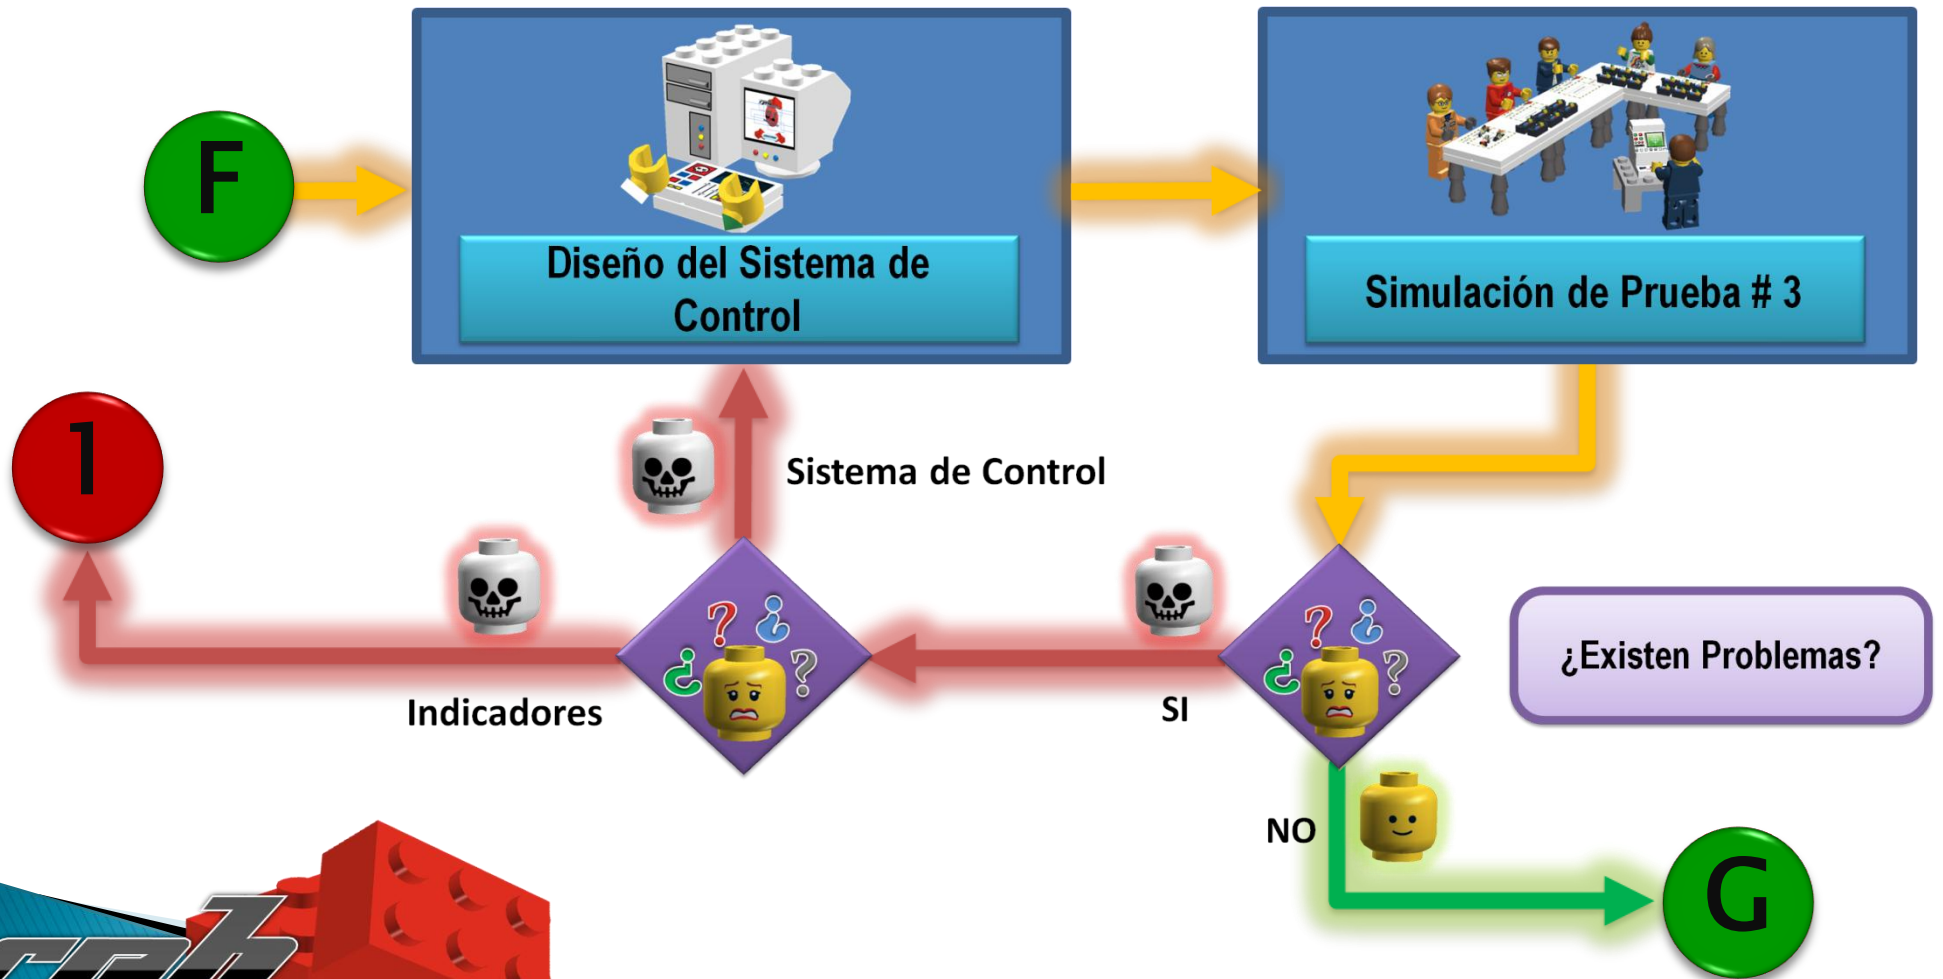 F
Diseño del Sistema de
Control
Simulación de Prueba # 3
1
Sistema de Control
¿Existen Problemas?
Indicadores
SI
NO
G